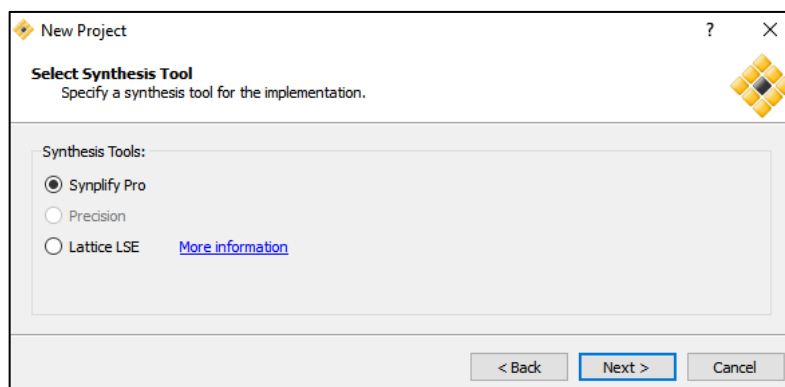 New Project
?
Select Synthesis Tool
Specify a synthesis tool for the implementation.
Synthesis Tools:
Synplify Pro
Precision
Lattice LSE More information
< Back Next > Cancel